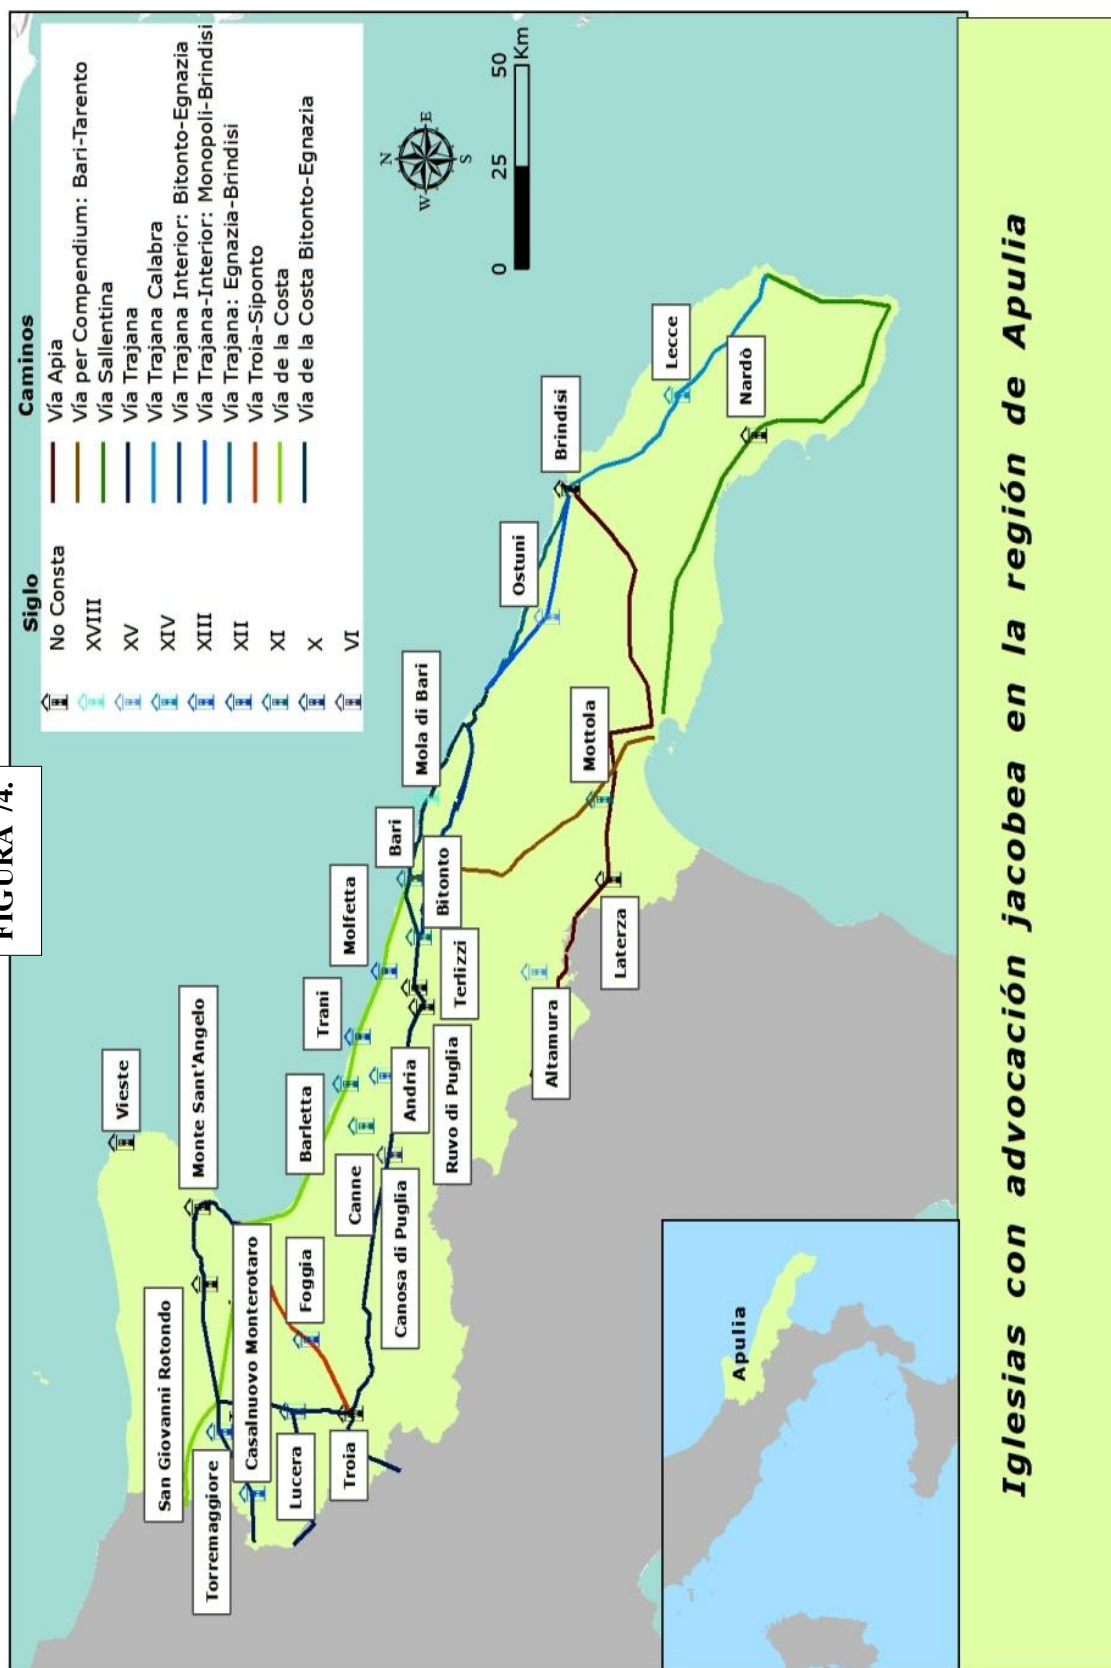 FIGURA 74.
Siglo
No Consta
XVIII
XV
XIV
XIII
XII
XI
X
VI
Caminos
Vía Apia
Vía per Compendium: Bari-Tarento
Vía Sallentina
Vía Trajana
Vía Trajana Calabra
Vía Trajana Interior: Bitonto-Egnazia
Vía Trajana-Interior: Monopoli-Brindisi
Vía Trajana: Egnazia-Brindisi
Vía Troia-Siponto
Vía de la Costa
Vía de la Costa Bitonto-Egnazia
N
W
E
S
0 25 50 Km
Vieste
Monte Sant'Angelo
San Giovanni Rotondo
Torremaggiore
Casalnuovo Monterotaro
Lucera
Foggia
Troia
Barletta
Trani
Molfetta
Canne
Canosa di Puglia
Andria
Ruvo di Puglia
Terlizzi
Bitonto
Bari
Mola di Bari
Altamura
Laterza
Mottola
Ostuni
Brindisi
Lecce
Nardò
Apulia
Iglesias con advocación jacobea en la región de Apulia